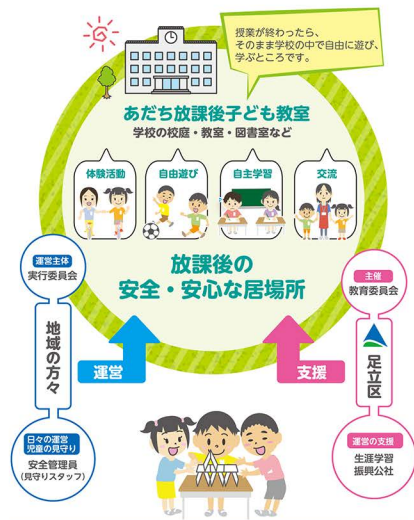 授業が終わったら、
そのまま学校の中で自由に遊び、
学ぶところです。
あだち放課後子ども教室
学校の校庭・教室・図書室など
体験活動
自由遊び
自主学習
交流
放課後の
安全・安心な居場所
運営主体
実行委員会
地域の方々
日々の運営
児童の見守り
安全管理員
(見守りスタッフ)
運営
支援
主催
教育委員会
足立区
運営の支援
生涯学習
振興公社